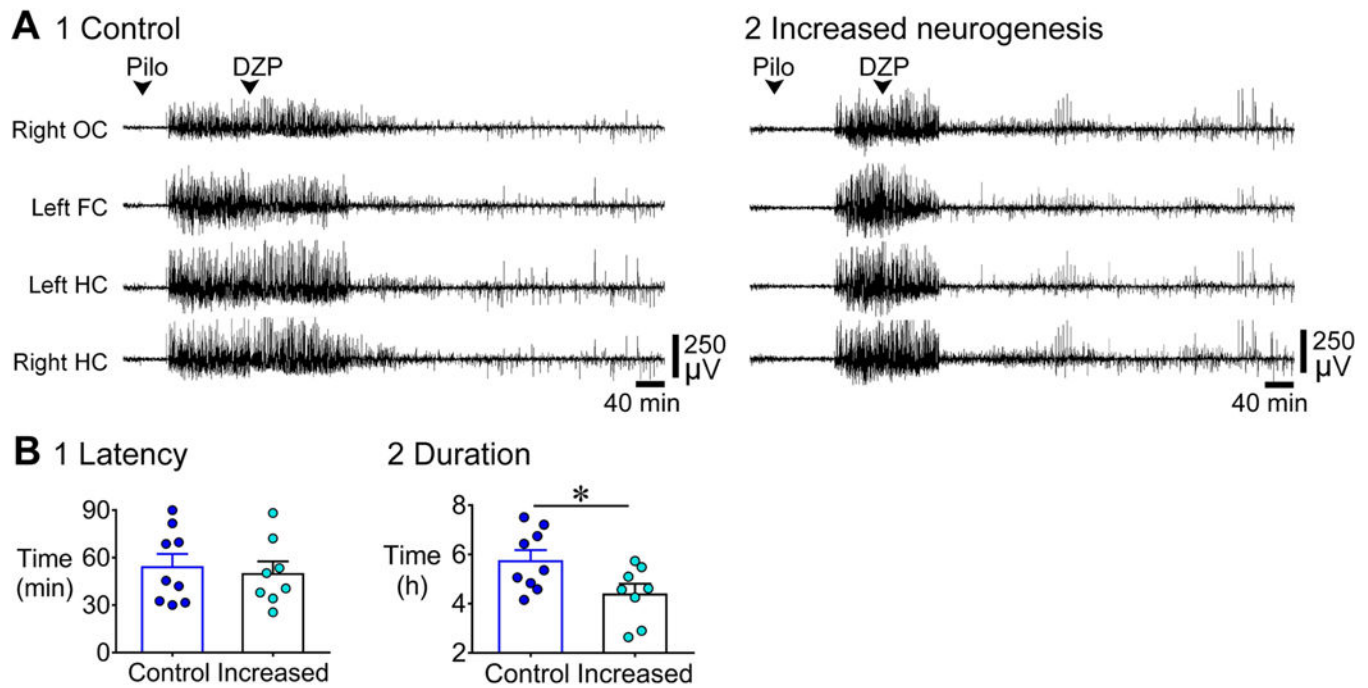 A 1 Control
2 Increased neurogenesis
Pilo DZP
Pilo DZP
Right OC
Left FC
Left HC
Right HC
250
µV
40 min
250
µV
40 min
B 1 Latency
2 Duration
90
60
30
0
Time
(min)
Control Increased
8
6
4
2
Time
(h)
*
Control Increased